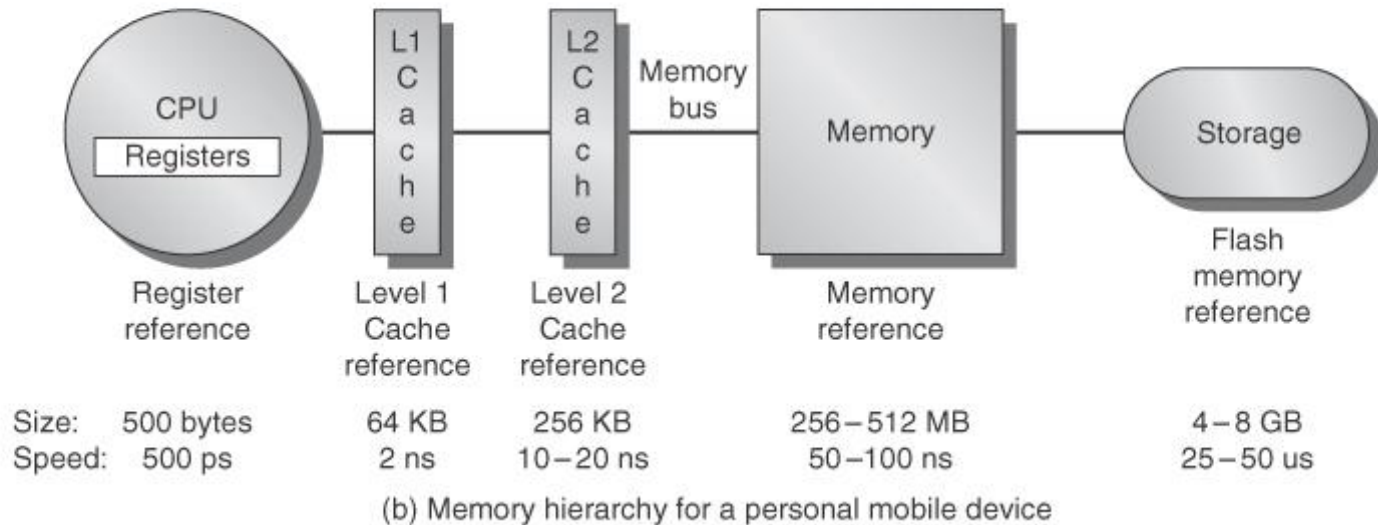 CPU
Registers
L1
C
a
c
h
e
L2
C
a
c
h
e
Memory
bus
Memory
Storage
Register
reference
Level 1
Cache
reference
Level 2
Cache
reference
Memory
reference
Flash
memory
reference
Size: 500 bytes 64 KB 256 KB 256–512 MB 4–8 GB
Speed: 500 ps 2 ns 10–20 ns 50–100 ns 25–50 us
(b) Memory hierarchy for a personal mobile device